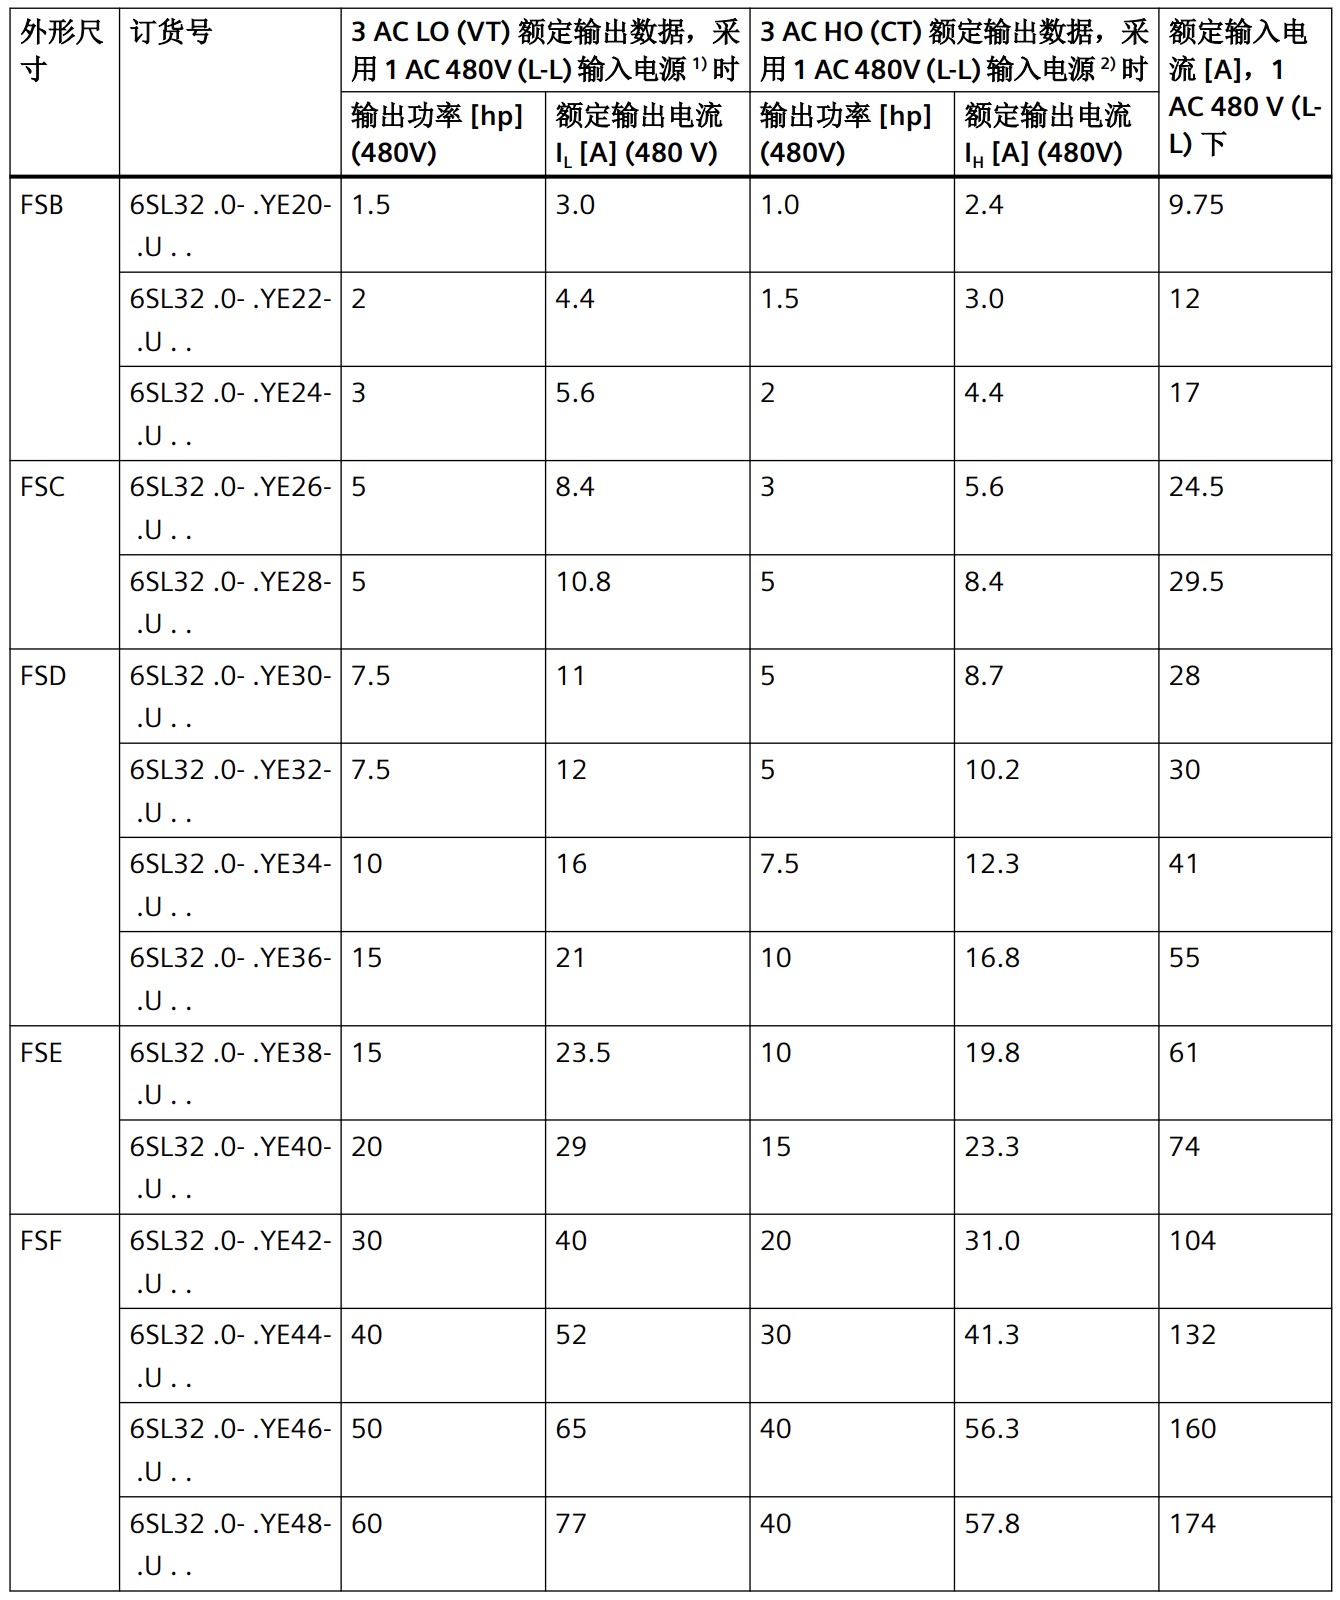 外形尺寸
订货号
3 AC LO (VT) 额定输出数据，采用 1 AC 480V (L-L) 输入电源 1) 时
3 AC HO (CT) 额定输出数据，采用 1 AC 480V (L-L) 输入电源 2) 时
额定输入电流 [A]，1 AC 480 V (L-L) 下
输出功率 [hp] (480V)
额定输出电流 IL [A] (480 V)
输出功率 [hp] (480V)
额定输出电流 IH [A] (480V)
FSB 6SL32 .0- .YE20- 1.5 3.0 1.0 2.4 9.75
.U . .
6SL32 .0- .YE22- 2 4.4 1.5 3.0 12
.U . .
6SL32 .0- .YE24- 3 5.6 2 4.4 17
.U . .
FSC 6SL32 .0- .YE26- 5 8.4 3 5.6 24.5
.U . .
6SL32 .0- .YE28- 5 10.8 5 8.4 29.5
.U . .
FSD 6SL32 .0- .YE30- 7.5 11 5 8.7 28
.U . .
6SL32 .0- .YE32- 7.5 12 5 10.2 30
.U . .
6SL32 .0- .YE34- 10 16 7.5 12.3 41
.U . .
6SL32 .0- .YE36- 15 21 10 16.8 55
.U . .
FSE 6SL32 .0- .YE38- 15 23.5 10 19.8 61
.U . .
6SL32 .0- .YE40- 20 29 15 23.3 74
.U . .
FSF 6SL32 .0- .YE42- 30 40 20 31.0 104
.U . .
6SL32 .0- .YE44- 40 52 30 41.3 132
.U . .
6SL32 .0- .YE46- 50 65 40 56.3 160
.U . .
6SL32 .0- .YE48- 60 77 40 57.8 174
.U . .